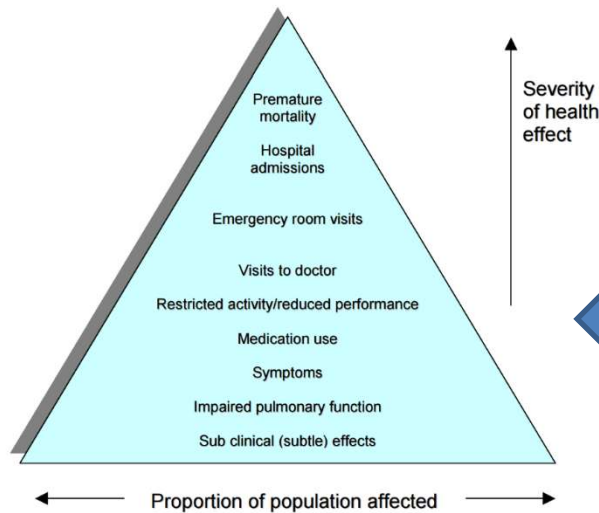 Premature
mortality
Hospital
admissions
Emergency room visits
Visits to doctor
Restricted activity/reduced performance
Medication use
Symptoms
Impaired pulmonary function
Sub clinical (subtle) effects
Severity
of health
effect
Proportion of population affected